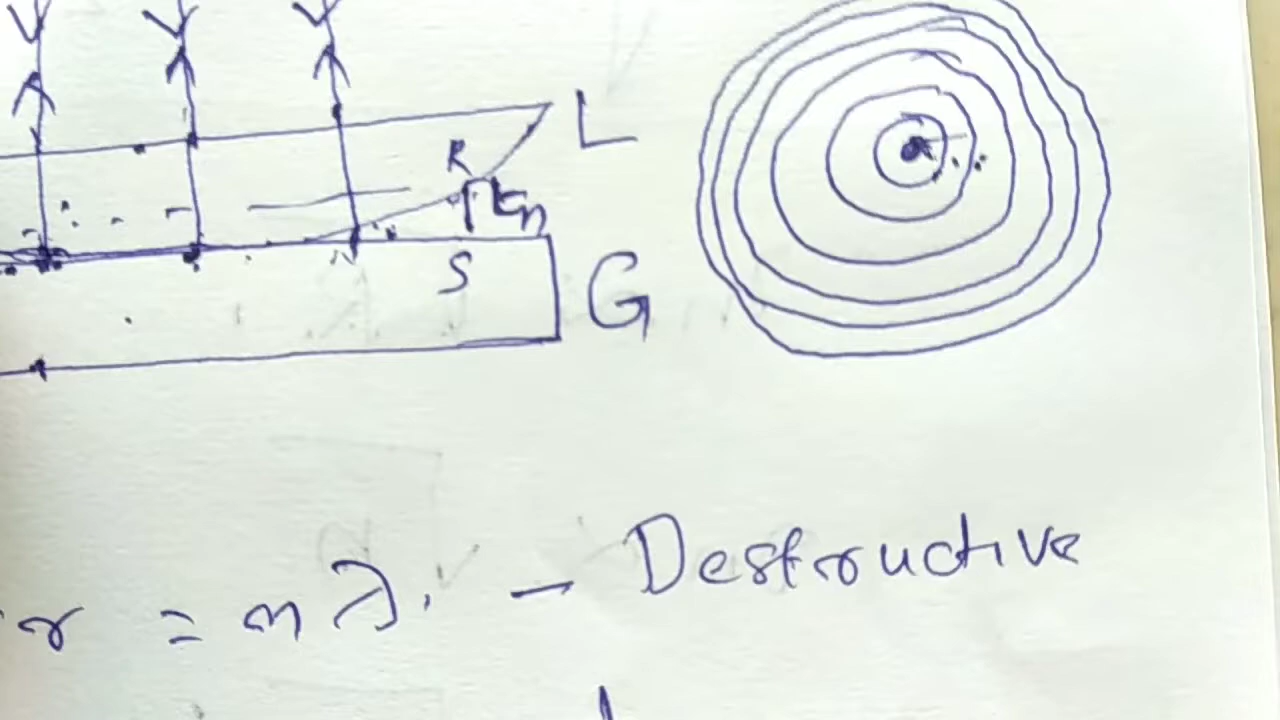 L
R
tn
S
G
r = nλ. - Destructive